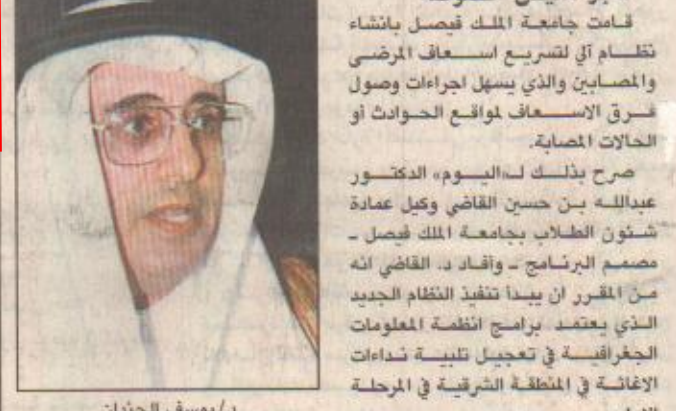 قامت جامعة الملك فيصل بانشاء
نظام آلي لتسريع اسعاف المرضى
والمصابين والذي يسهل اجراءات وصول
فرق الاسعاف لمواقع الحوادث أو
الحالات المصابة.
صرح بذلك لـ«اليوم» الدكتور
عبدالله بن حسين القاضي وكيل عمادة
شئون الطلاب بجامعة الملك فيصل ـ
مصمم البرنامج ـ وأفاد د. القاضي انه
من المقرر ان يبدأ تنفيذ النظام الجديد
الذي يعتمد برامج انظمة المعلومات
الجغرافية في تعجيل تلبية نداءات
الاغاثة في المنطقة الشرقية في المرحلة
د/يوسف الجندان